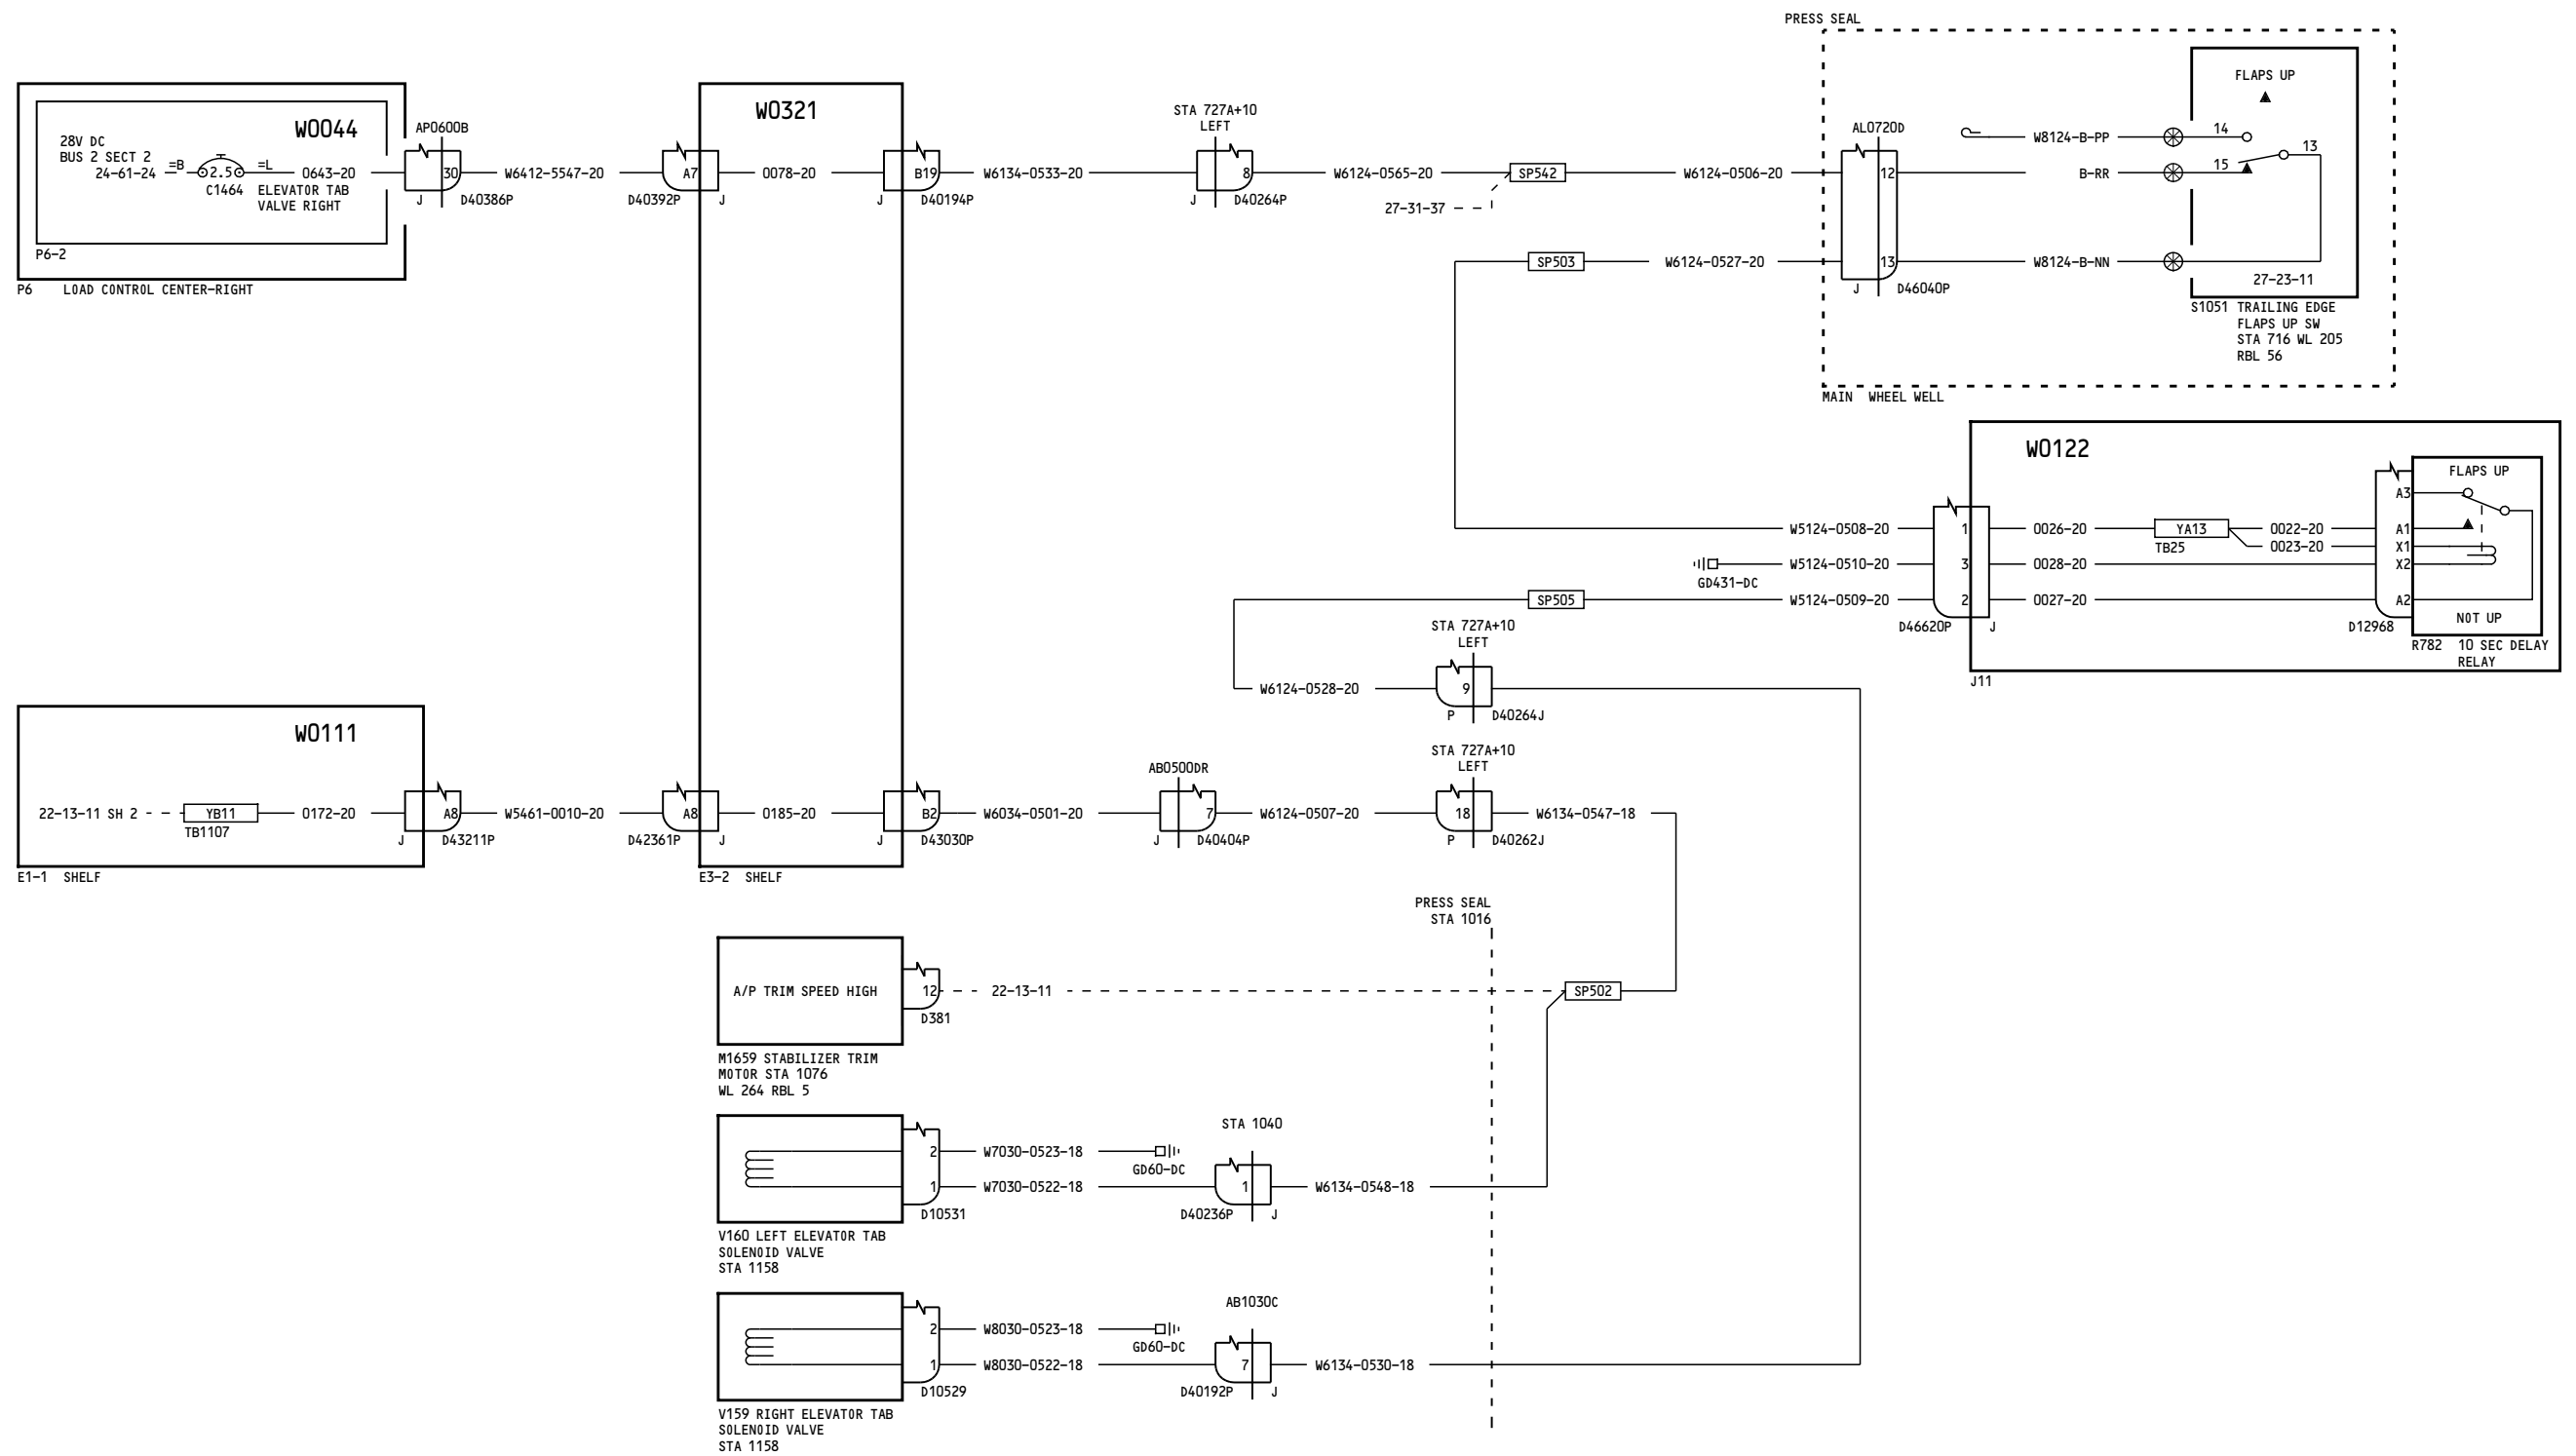 PRESS SEAL
FLAPS UP
W0044
28V DC
BUS 2 SECT 2
24-61-24
=B
2.5
=L
C1464
ELEVATOR TAB
VALVE RIGHT
0643-20
P6-2
P6 LOAD CONTROL CENTER-RIGHT
AP0600B
30
J
D40386P
W6412-5547-20
A7
D40392P
J
W0321
0078-20
B19
J
D40194P
W6134-0533-20
STA 727A+10
LEFT
8
J
D40264P
W6124-0565-20
SP542
27-31-37
W6124-0506-20
AL0720D
12
13
J
D46040P
W8124-B-PP
B-RR
W8124-B-NN
14
15
13
27-23-11
S1051 TRAILING EDGE
FLAPS UP SW
STA 716 WL 205
RBL 56
MAIN WHEEL WELL
SP503
W6124-0527-20
W0122
W5124-0508-20
1
0026-20
YA13
TB25
0022-20
0023-20
GD431-DC
W5124-0510-20
3
0028-20
SP505
W5124-0509-20
2
0027-20
D46620P
J
A3
A1
X1
X2
A2
FLAPS UP
NOT UP
D12968
R782 10 SEC DELAY
RELAY
J11
STA 727A+10
LEFT
W6124-0528-20
9
P
D40264J
W0111
22-13-11 SH 2
YB11
TB1107
0172-20
A8
J
D43211P
E1-1 SHELF
W5461-0010-20
A8
D42361P
J
0185-20
B2
J
D43030P
E3-2 SHELF
W6034-0501-20
AB0500DR
7
J
D40404P
W6124-0507-20
STA 727A+10
LEFT
18
P
D40262J
W6134-0547-18
PRESS SEAL
STA 1016
A/P TRIM SPEED HIGH
12
D381
22-13-11
SP502
M1659 STABILIZER TRIM
MOTOR STA 1076
WL 264 RBL 5
2
1
D10531
W7030-0523-18
GD60-DC
W7030-0522-18
STA 1040
1
D40236P
J
W6134-0548-18
V160 LEFT ELEVATOR TAB
SOLENOID VALVE
STA 1158
2
1
D10529
W8030-0523-18
GD60-DC
W8030-0522-18
AB1030C
7
D40192P
J
W6134-0530-18
V159 RIGHT ELEVATOR TAB
SOLENOID VALVE
STA 1158